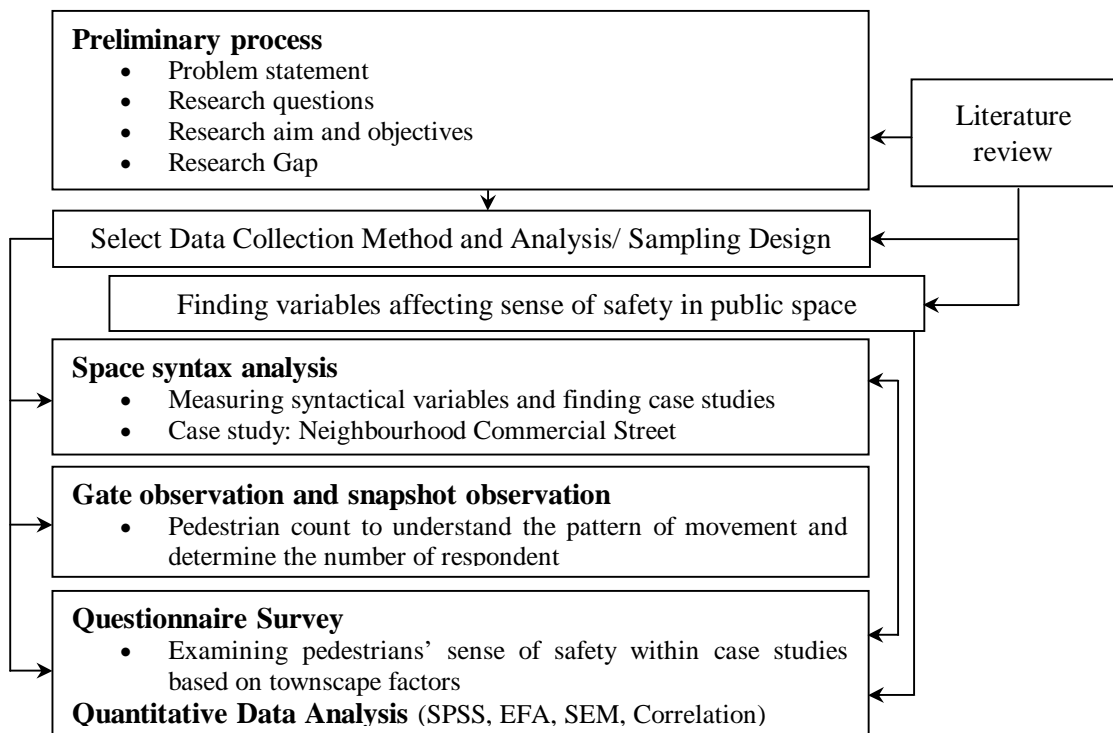 Preliminary process
• Problem statement
• Research questions
• Research aim and objectives
• Research Gap
Literature
review
Select Data Collection Method and Analysis/ Sampling Design
Finding variables affecting sense of safety in public space
Space syntax analysis
• Measuring syntactical variables and finding case studies
• Case study: Neighbourhood Commercial Street
Gate observation and snapshot observation
• Pedestrian count to understand the pattern of movement and
determine the number of respondent
Questionnaire Survey
• Examining pedestrians’ sense of safety within case studies
based on townscape factors
Quantitative Data Analysis (SPSS, EFA, SEM, Correlation)